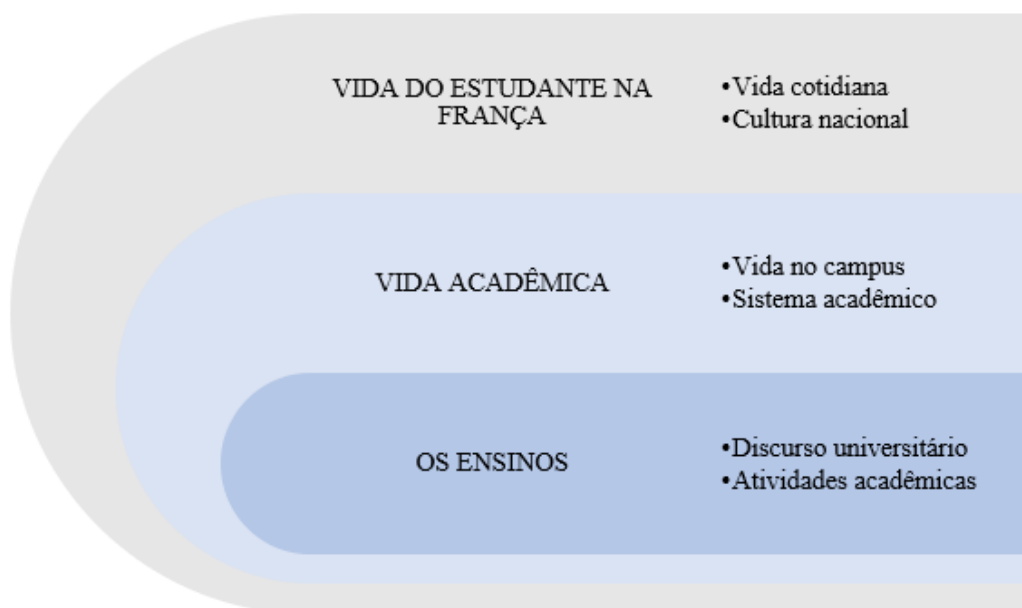 VIDA DO ESTUDANTE NA
FRANÇA
•Vida cotidiana
•Cultura nacional
VIDA ACADÊMICA
•Vida no campus
•Sistema acadêmico
OS ENSINOS
•Discurso universitário
•Atividades acadêmicas